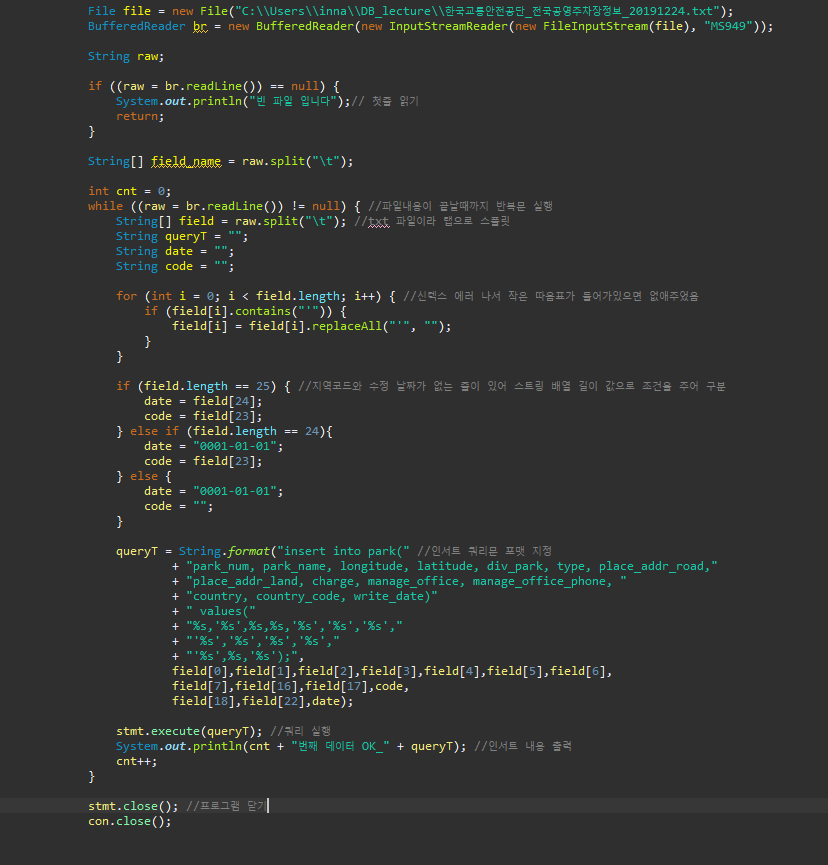 File file = new File("C:\\Users\\inna\\DB_lecture\\한국교통안전공단_전국공영주차장정보_20191224.txt");
BufferedReader br = new BufferedReader(new InputStreamReader(new FileInputStream(file), "MS949"));
String raw;
if ((raw = br.readLine()) == null) {
System.out.println("빈 파일 입니다");// 첫줄 읽기
return;
}
String[] field_name = raw.split("\t");
int cnt = 0;
while ((raw = br.readLine()) != null) { //파일내용이 끝날때까지 반복문 실행
String[] field = raw.split("\t"); //txt 파일이라 탭으로 스플릿
String queryT = "";
String date = "";
String code = "";
for (int i = 0; i < field.length; i++) { //신텍스 에러 나서 작은 따옴표가 들어가있으면 없애주었음
if (field[i].contains("'")) {
field[i] = field[i].replaceAll("'", "");
}
}
if (field.length == 25) { //지역코드와 수정 날짜가 없는 줄이 있어 스트링 배열 길이 값으로 조건을 주어 구분
date = field[24];
code = field[23];
} else if (field.length == 24){
date = "0001-01-01";
code = field[23];
} else {
date = "0001-01-01";
code = "";
}
queryT = String.format("insert into park(" //인서트 쿼리문 포맷 지정
+ "park_num, park_name, longitude, latitude, div_park, type, place_addr_road,"
+ "place_addr_land, charge, manage_office, manage_office_phone, "
+ "country, country_code, write_date)"
+ " values("
+ "%s,'%s',%s,%s,'%s','%s','%s',"
+ "'%s','%s','%s','%s',"
+ "'%s',%s,'%s');",
field[0],field[1],field[2],field[3],field[4],field[5],field[6],
field[7],field[16],field[17],code,
field[18],field[22],date);
stmt.execute(queryT); //쿼리 실행
System.out.println(cnt + "번째 데이터 OK_" + queryT); //인서트 내용 출력
cnt++;
}
stmt.close(); //프로그램 닫기
con.close();